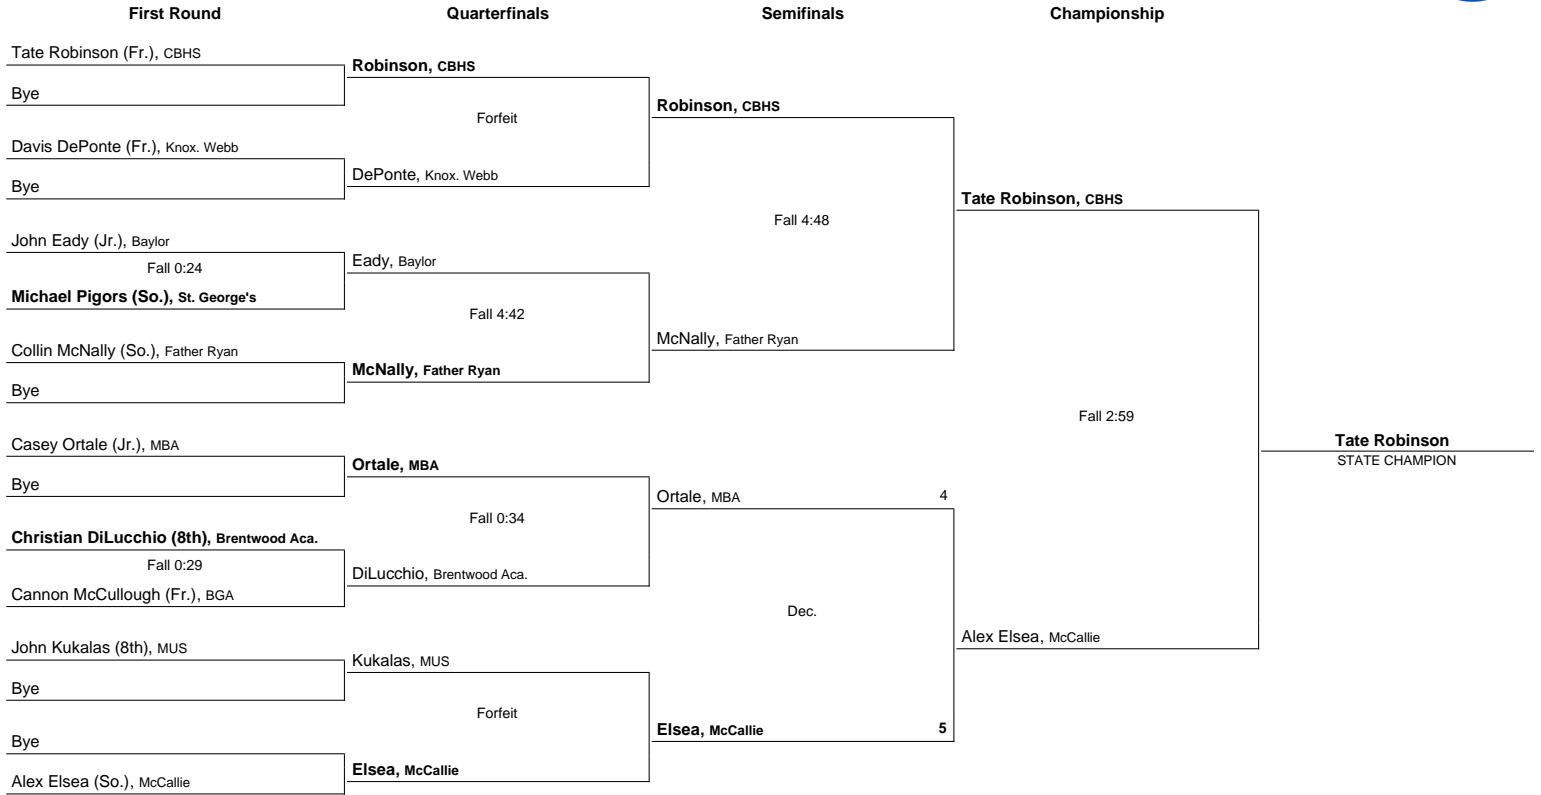 First Round
Quarterfinals
Semifinals
Championship
Tate Robinson (Fr.), CBHS
Bye
Davis DePonte (Fr.), Knox. Webb
Bye
John Eady (Jr.), Baylor
Fall 0:24
Michael Pigors (So.), St. George's
Collin McNally (So.), Father Ryan
Bye
Casey Ortale (Jr.), MBA
Bye
Christian DiLucchio (8th), Brentwood Aca.
Fall 0:29
Cannon McCullough (Fr.), BGA
John Kukalas (8th), MUS
Bye
Bye
Alex Elsea (So.), McCallie
Robinson, CBHS
Forfeit
DePonte, Knox. Webb
Eady, Baylor
Fall 4:42
McNally, Father Ryan
Ortale, MBA
Fall 0:34
DiLucchio, Brentwood Aca.
Kukalas, MUS
Forfeit
Elsea, McCallie
Robinson, CBHS
Fall 4:48
McNally, Father Ryan
Ortale, MBA 4
Dec.
Elsea, McCallie 5
Tate Robinson, CBHS
Fall 2:59
Alex Elsea, McCallie
Tate Robinson
STATE CHAMPION